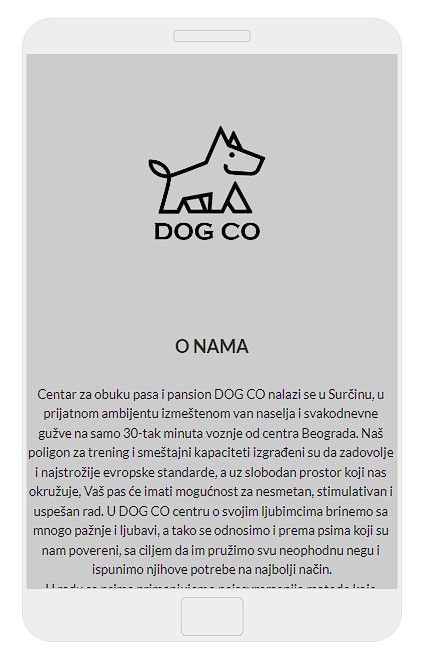 DOG CO
O NAMA
Centar za obuku pasa i pansion DOG CO nalazi se u Surčinu, u
prijatnom ambijentu izmeštenom van naselja i svakodnevne
gužve na samo 30-tak minuta voznje od centra Beograda. Naš
poligon za trening i smeštajni kapaciteti izgrađeni su da zadovolje
i najstrožije evropske standarde, a uz slobodan prostor koji nas
okružuje, Vaš pas će imati mogućnost za nesmetan, stimulativan i
uspešan rad. U DOG CO centru o svojim ljubimcima brinemo sa
mnogo pažnje i ljubavi, a tako se odnosimo i prema psima koji su
nam povereni, sa ciljem da im pružimo svu neophodnu negu i
ispunimo njihove potrebe na najbolji način.